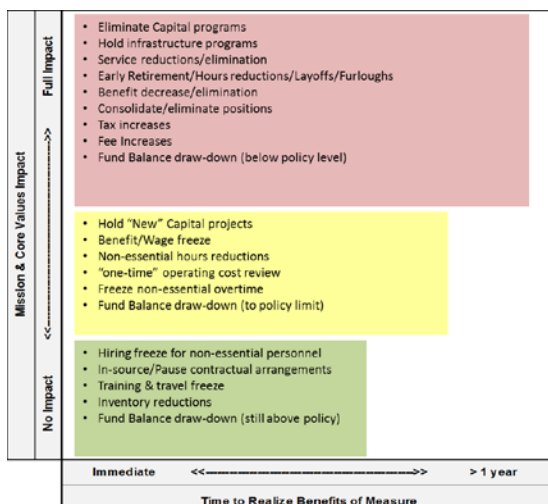 Mission & Core Values Impact
Full Impact
<<---------------->>
No Impact
• Eliminate Capital programs
• Hold infrastructure programs
• Service reductions/elimination
• Early Retirement/Hours reductions/Layoffs/Furloughs
• Benefit decrease/elimination
• Consolidate/eliminate positions
• Tax increases
• Fee Increases
• Fund Balance draw-down (below policy level)
• Hold “New” Capital projects
• Benefit/Wage freeze
• Non-essential hours reductions
• “one-time” operating cost review
• Freeze non-essential overtime
• Fund Balance draw-down (to policy limit)
• Hiring freeze for non-essential personnel
• In-source/Pause contractual arrangements
• Training & travel freeze
• Inventory reductions
• Fund Balance draw-down (still above policy)
Immediate <<---------------------------------->> > 1 year
Time to Realize Benefits of Measure